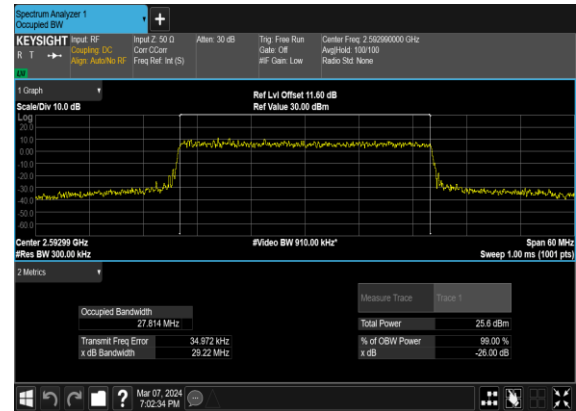 Spectrum Analyzer 1
Occupied BW
+
KEYSIGHT Input: RF Input Z: 50 Ω Atten: 30 dB Trig: Free Run Center Freq: 2.592990000 GHz
R T Coupling: DC Corr CCorr Gate: Off Avg|Hold: 100/100
Align: Auto/No RF Freq Ref: Int (S) #IF Gain: Low Radio Std: None
1 Graph
Ref Lvl Offset 11.60 dB
Scale/Div 10.0 dB Ref Value 30.00 dBm
Log
20.0
10.0
0.00
-10.0
-20.0
-30.0
-40.0
-50.0
-60.0
Center 2.59299 GHz #Video BW 910.00 kHz* Span 60 MHz
#Res BW 300.00 kHz Sweep 1.00 ms (1001 pts)
2 Metrics
Measure Trace Trace 1
Occupied Bandwidth
27.814 MHz
Total Power 25.6 dBm
Transmit Freq Error 34.972 kHz % of OBW Power 99.00 %
x dB Bandwidth 29.22 MHz x dB -26.00 dB
? Mar 07, 2024
7:02:34 PM